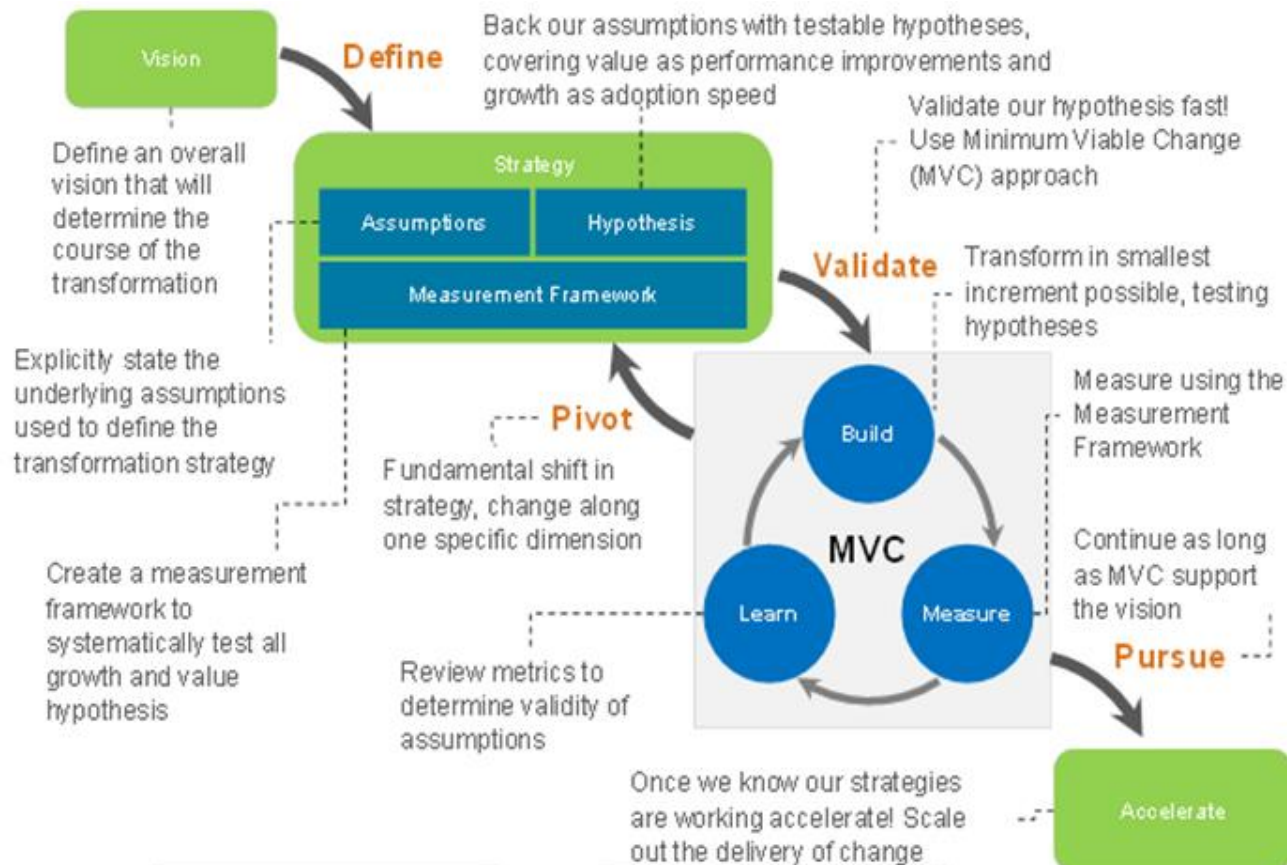 Vision
Define
Back our assumptions with testable hypotheses,
covering value as performance improvements and
growth as adoption speed
Validate our hypothesis fast!
Use Minimum Viable Change
(MVC) approach
Define an overall
vision that will
determine the
course of the
transformation
Strategy
Assumptions
Hypothesis
Measurement Framework
Validate
Transform in smallest
increment possible, testing
hypotheses
Explicitly state the
underlying assumptions
used to define the
transformation strategy
Pivot
Fundamental shift in
strategy, change along
one specific dimension
Build
Measure using the
Measurement
Framework
MVC
Learn
Measure
Continue as long
as MVC support
the vision
Pursue
Create a measurement
framework to
systematically test all
growth and value
hypothesis
Review metrics to
determine validity of
assumptions
Once we know our strategies
are working accelerate! Scale
out the delivery of change
Accelerate